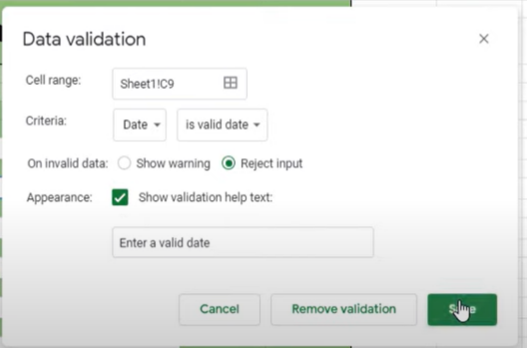 Data validation
Cell range: Sheet1!C9
Criteria: Date is valid date
On invalid data: Show warning Reject input
Appearance: Show validation help text:
Enter a valid date
Cancel Remove validation